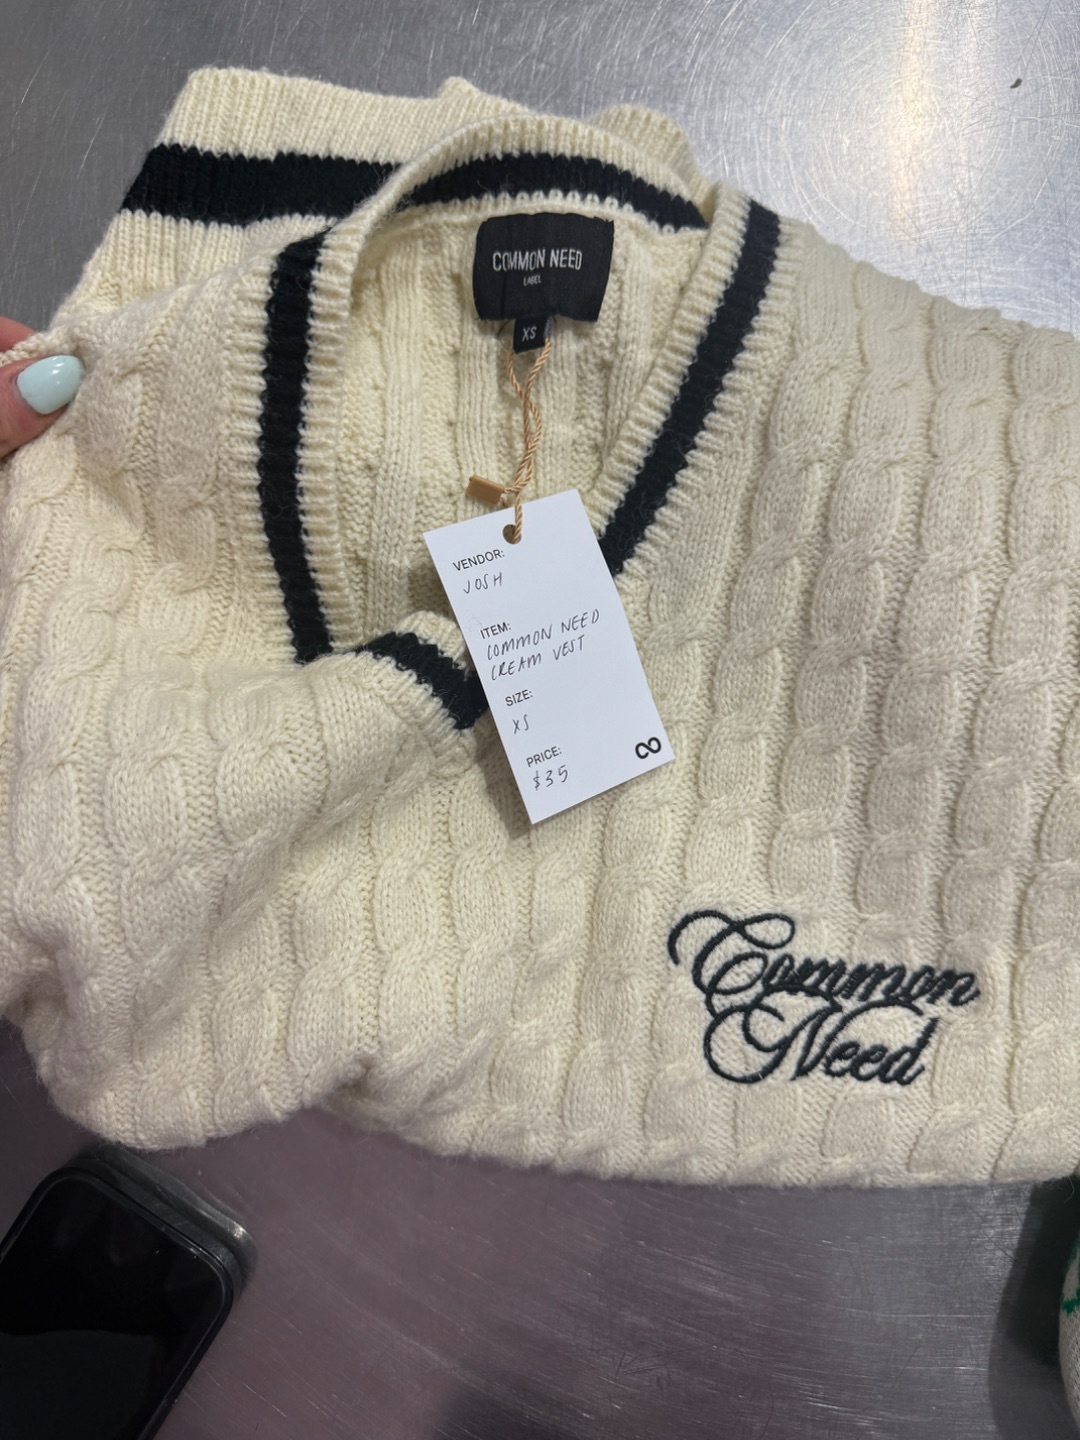 COMMON NEED
LABEL
XS
VENDOR:
JOSH
ITEM:
COMMON NEED
CREAM VEST
SIZE:
XS
PRICE:
$35
Common
Need